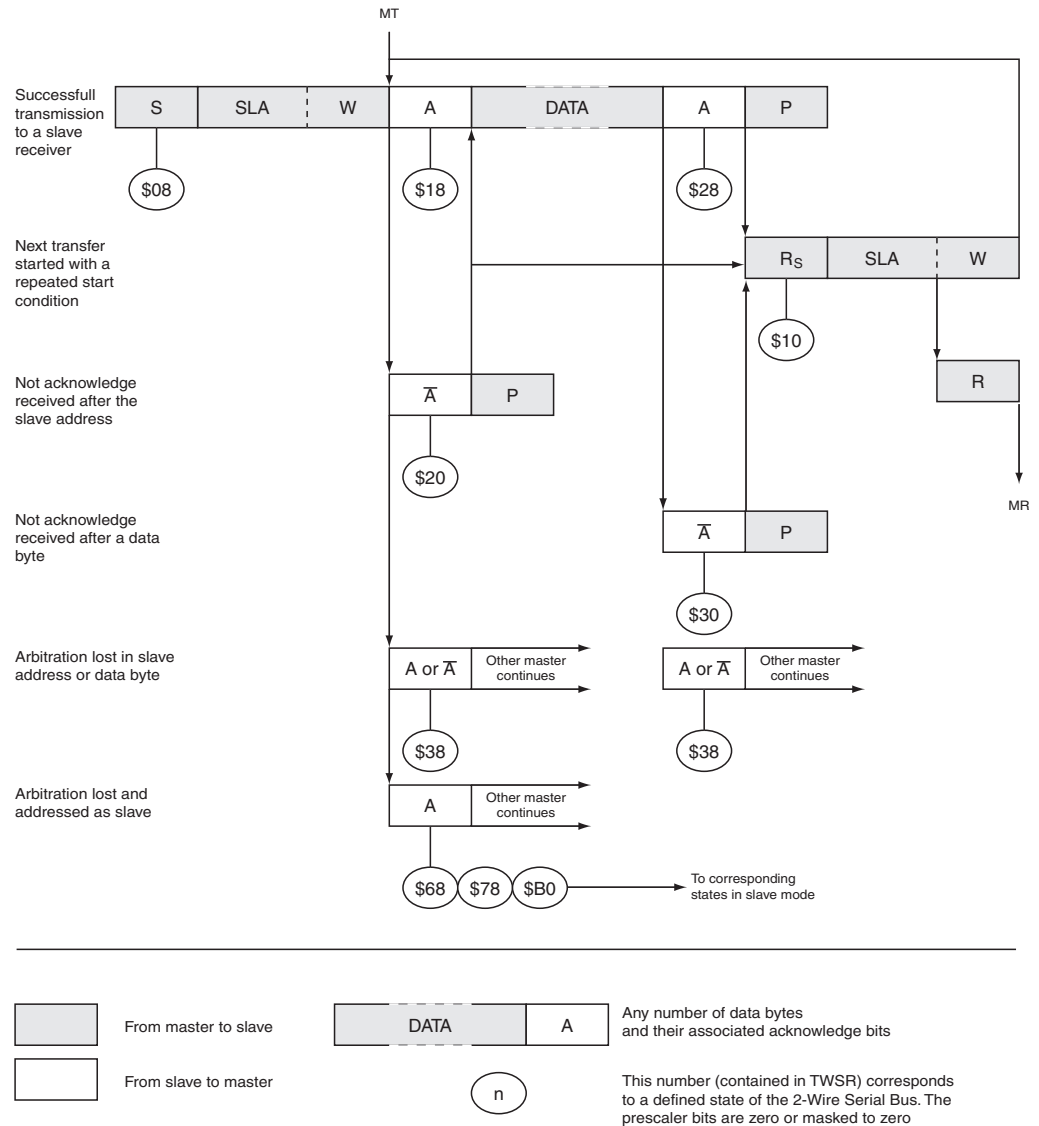 MT
Successfull
transmission
to a slave
receiver
S SLA W A DATA A P
$08 $18 $28
Next transfer
started with a
repeated start
condition
RS SLA W
$10
Not acknowledge
received after the
slave address
A̅ P
R
$20
MR
Not acknowledge
received after a data
byte
A̅ P
$30
Arbitration lost in slave
address or data byte
A or A̅
Other master
continues
A or A̅
Other master
continues
$38 $38
Arbitration lost and
addressed as slave
A
Other master
continues
$68 $78 $B0
To corresponding
states in slave mode
From master to slave
DATA A
Any number of data bytes
and their associated acknowledge bits
From slave to master
n
This number (contained in TWSR) corresponds
to a defined state of the 2-Wire Serial Bus. The
prescaler bits are zero or masked to zero